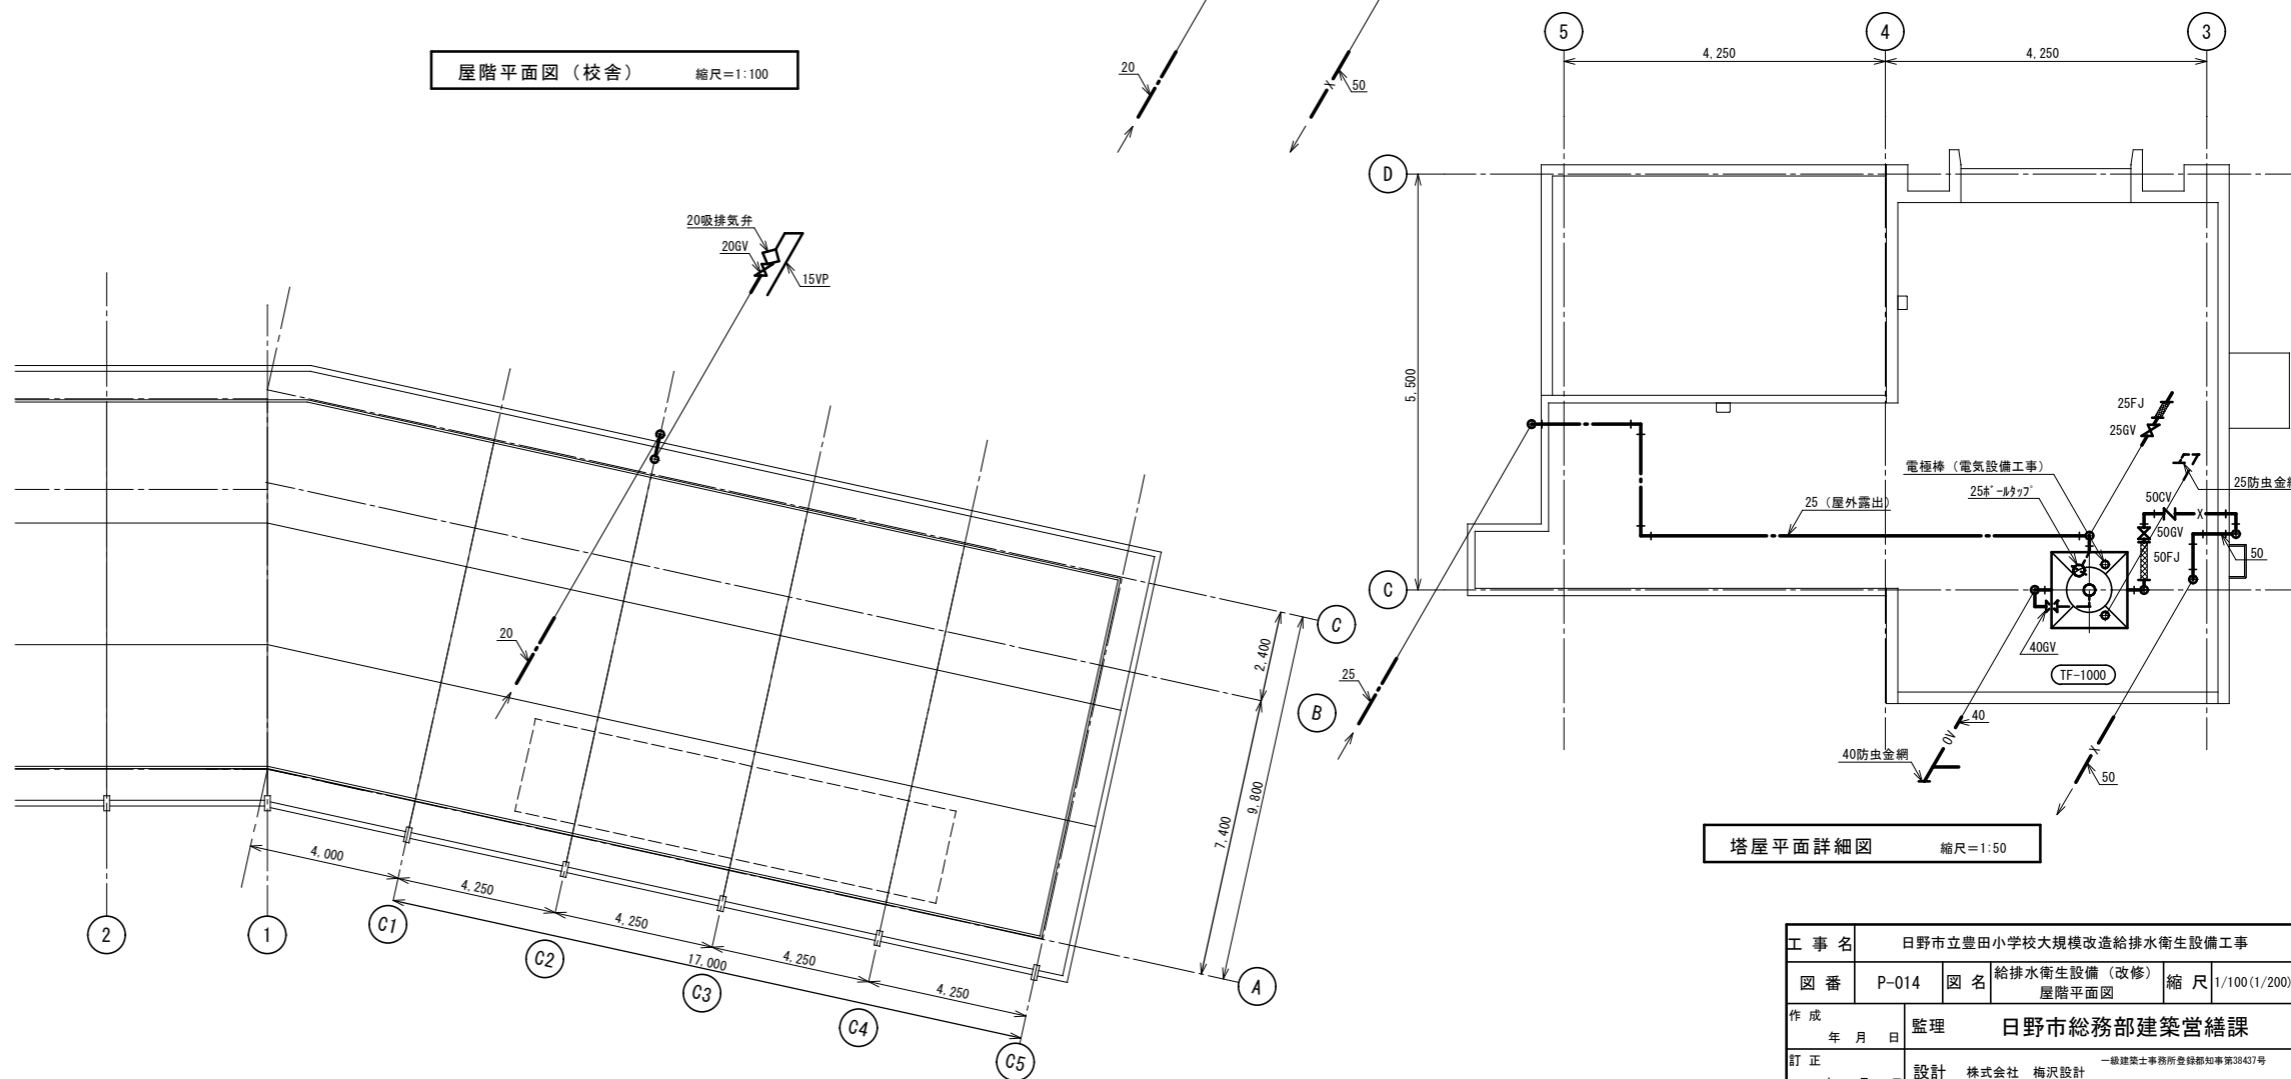 屋階平面図（校舎） 縮尺=1:100
20
50
5
4
3
4,250
4,250
D
5,500
C
20吸排気弁
20GV
15VP
20
25
25FJ
25GV
電極棒（電気設備工事）
25ﾎﾞｰﾙﾀｯﾌﾟ
25（屋外露出）
25防虫金網
50CV
X
50GV
50FJ
50
40GV
TF-1000
40
OV
40防虫金網
X
50
塔屋平面詳細図 縮尺=1:50
C
B
A
2,400
7,400
9,800
4,000
4,250
4,250
4,250
4,250
17,000
2
1
C1
C2
C3
C4
C5
工事名 日野市立豊田小学校大規模改造給排水衛生設備工事
図番 P-014 図名 給排水衛生設備（改修） 屋階平面図 縮尺 1/100(1/200)
作成 年 月 日 監理 日野市総務部建築営繕課
訂正 設計 株式会社 梅沢設計 一級建築士事務所登録都知事第38437号